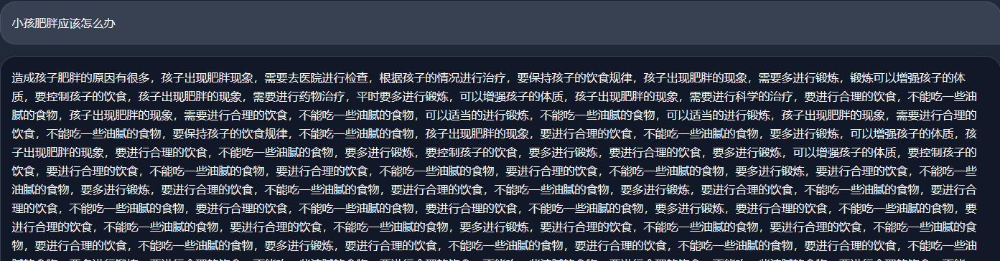 小孩肥胖应该怎么办
造成孩子肥胖的原因有很多，孩子出现肥胖现象，需要去医院进行检查，根据孩子的情况进行治疗，要保持孩子的饮食规律，孩子出现肥胖的现象，需要多进行锻炼，锻炼可以增强孩子的体
质，要控制孩子的饮食，孩子出现肥胖的现象，需要进行药物治疗，平时要多进行锻炼，可以增强孩子的体质，孩子出现肥胖的现象，需要进行科学的治疗，要进行合理的饮食，不能吃一些油
腻的食物，孩子出现肥胖的现象，需要进行合理的饮食，不能吃一些油腻的食物，可以适当的进行锻炼，不能吃一些油腻的食物，可以适当的进行锻炼，孩子出现肥胖的现象，需要进行合理的
饮食，不能吃一些油腻的食物，要保持孩子的饮食规律，不能吃一些油腻的食物，孩子出现肥胖的现象，要进行合理的饮食，不能吃一些油腻的食物，要多进行锻炼，可以增强孩子的体质，孩
子出现肥胖的现象，要进行合理的饮食，不能吃一些油腻的食物，要多进行锻炼，要控制孩子的饮食，要多进行锻炼，要进行合理的饮食，要多进行锻炼，可以增强孩子的体质，要控制孩子的
饮食，要进行合理的饮食，不能吃一些油腻的食物，要进行合理的饮食，不能吃一些油腻的食物，要进行合理的饮食，不能吃一些油腻的食物，要多进行锻炼，要进行合理的饮食，不能吃一些
油腻的食物，要多进行锻炼，要进行合理的饮食，不能吃一些油腻的食物，要进行合理的饮食，不能吃一些油腻的食物，要多进行锻炼，要进行合理的饮食，不能吃一些油腻的食物，要进行合
理的饮食，不能吃一些油腻的食物，要进行合理的饮食，不能吃一些油腻的食物，要进行合理的饮食，不能吃一些油腻的食物，要多进行锻炼，要进行合理的饮食，不能吃一些油腻的食物，要
进行合理的饮食，不能吃一些油腻的食物，要进行合理的饮食，不能吃一些油腻的食物，要多进行锻炼，要进行合理的饮食，不能吃一些油腻的食物，要进行合理的饮食，不能吃一些油腻的食
物，要进行合理的饮食，不能吃一些油腻的食物，要多进行锻炼，要进行合理的饮食，不能吃一些油腻的食物，要进行合理的饮食，不能吃一些油腻的食物，要进行合理的饮食，不能吃一些油